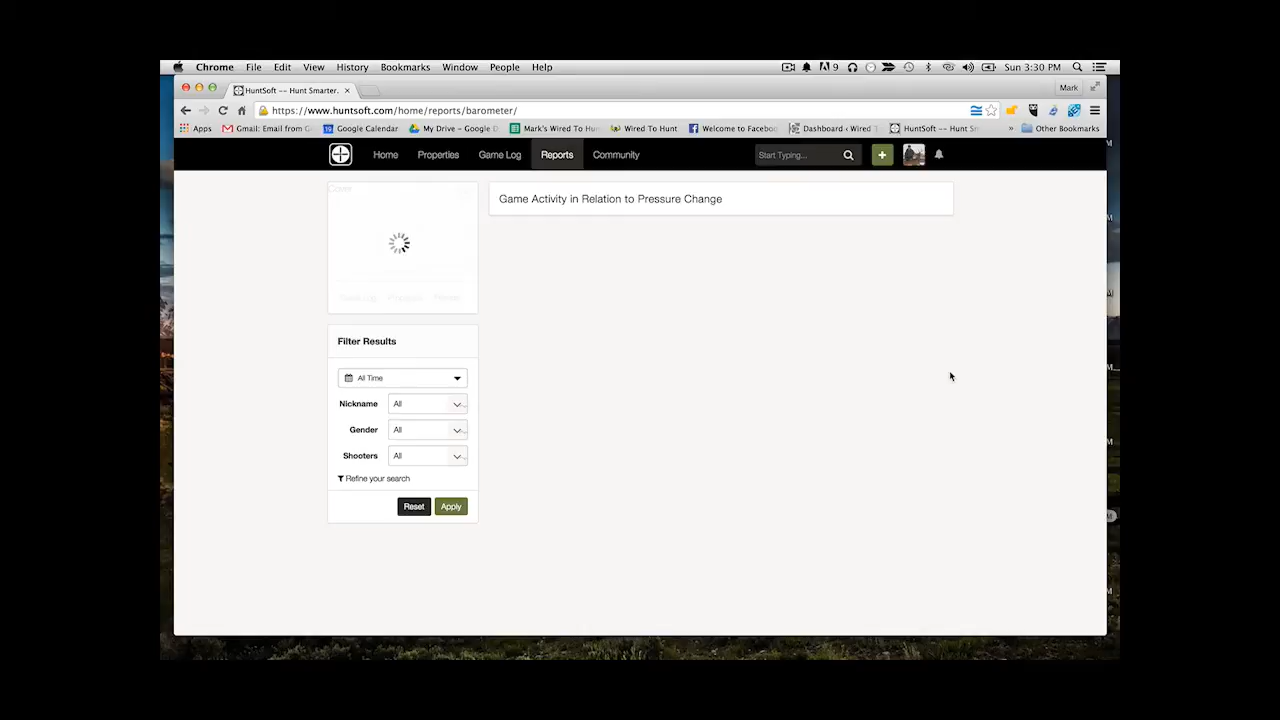 Chrome File Edit View History Bookmarks Window People Help
9 Sun 3:30 PM
HuntSoft -- Hunt Smarter. Mark
https://www.huntsoft.com/home/reports/barometer/
Apps Gmail: Email from G Google Calendar My Drive - Google D Mark's Wired To Hu Wired To Hunt Welcome to Faceboo Dashboard ‹ Wired T HuntSoft -- Hunt Sm » Other Bookmarks
Home Properties Game Log Reports Community Start Typing... +
Game Activity in Relation to Pressure Change
Filter Results
All Time
Nickname All
Gender All
Shooters All
Refine your search
Reset Apply